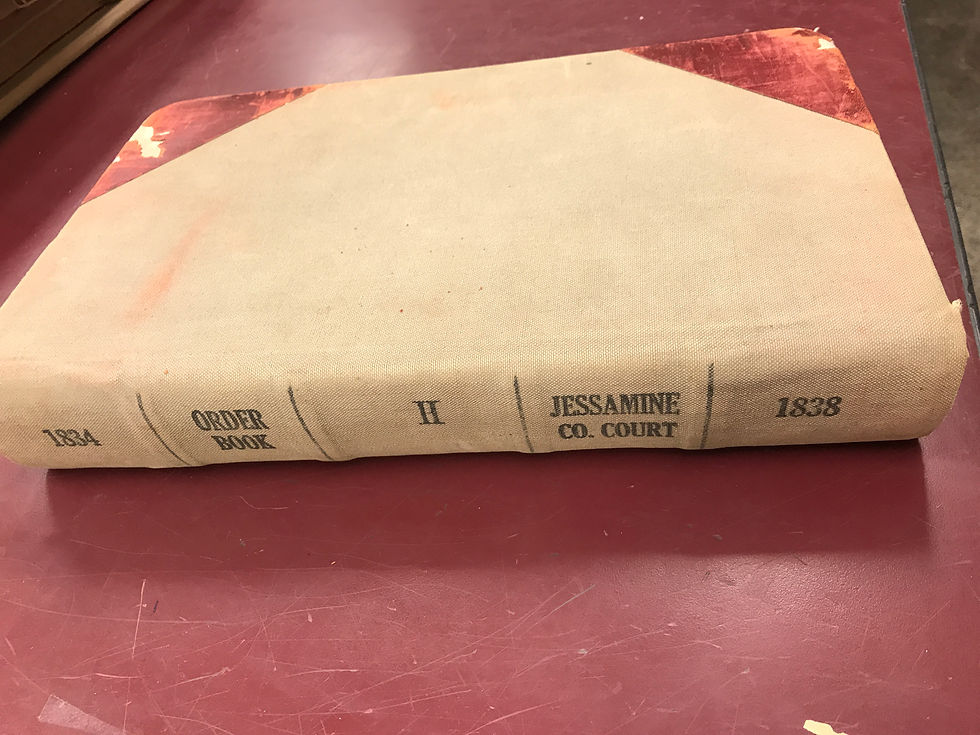 1834
ORDER
BOOK
H
JESSAMINE
CO. COURT
1838